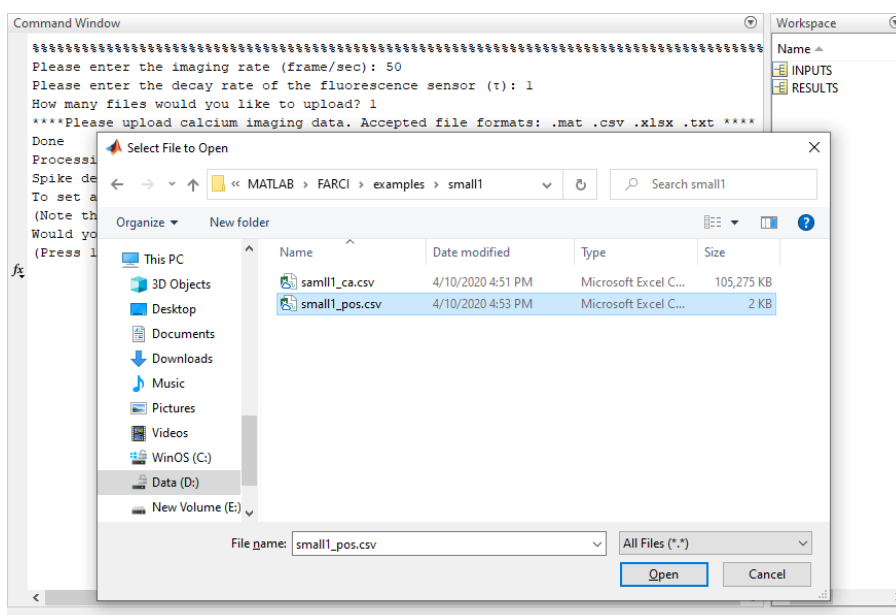 Command Window
Workspace
%%%%%%%%%%%%%%%%%%%%%%%%%%%%%%%%%%%%%%%%%%%%%%%%%%%%%%%%%%%%%%%%%%%%%%%%%%%%%%%%%%%%%%%%%%%
Name
Please enter the imaging rate (frame/sec): 50
INPUTS
Please enter the decay rate of the fluorescence sensor (τ): 1
RESULTS
How many files would you like to upload? 1
****Please upload calcium imaging data. Accepted file formats: .mat .csv .xlsx .txt ****
Done
Processi
Spike de
To set a
(Note th
Would yo
(Press 1
fx
Select File to Open
« MATLAB › FARCI › examples › small1
Search small1
Organize
New folder
Name Date modified Type Size
samll1_ca.csv 4/10/2020 4:51 PM Microsoft Excel C... 105,275 KB
small1_pos.csv 4/10/2020 4:53 PM Microsoft Excel C... 2 KB
This PC
3D Objects
Desktop
Documents
Downloads
Music
Pictures
Videos
WinOS (C:)
Data (D:)
New Volume (E:)
File name: small1_pos.csv
All Files (*.*)
Open
Cancel